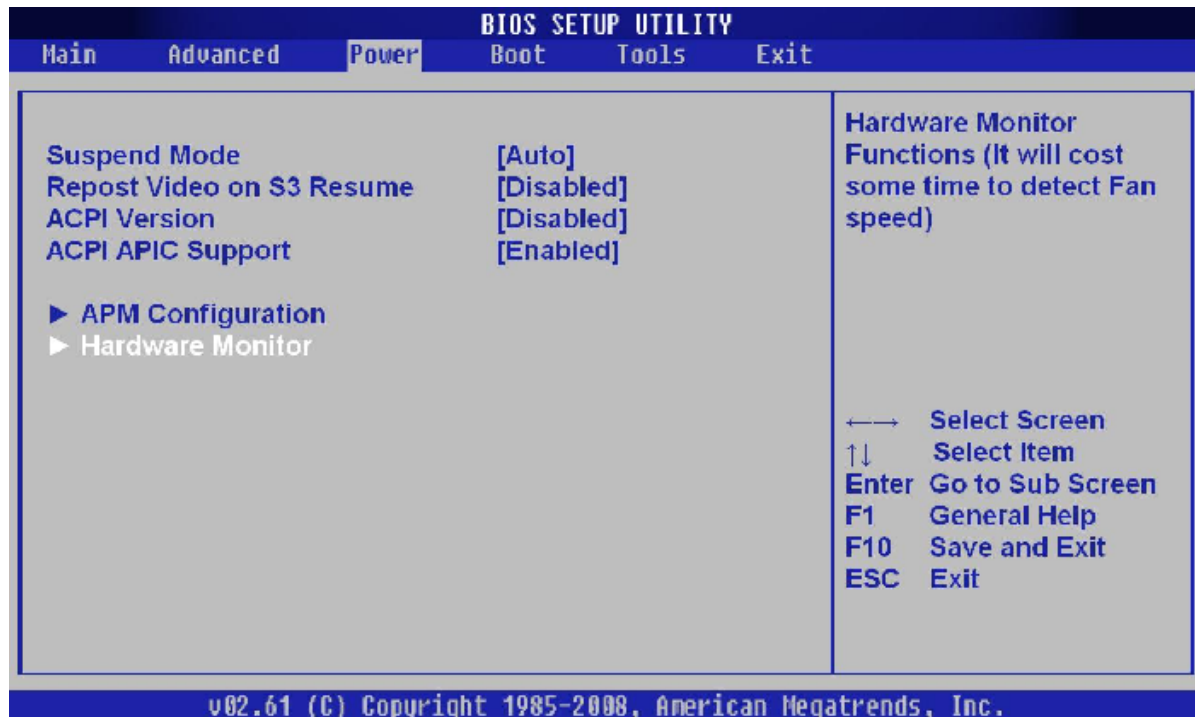 BIOS SETUP UTILITY
Main Advanced Power Boot Tools Exit
Suspend Mode [Auto]
Repost Video on S3 Resume [Disabled]
ACPI Version [Disabled]
ACPI APIC Support [Enabled]
► APM Configuration
► Hardware Monitor
Hardware Monitor
Functions (It will cost
some time to detect Fan
speed)
←→ Select Screen
↑↓ Select Item
Enter Go to Sub Screen
F1 General Help
F10 Save and Exit
ESC Exit
v02.61 (C) Copyright 1985-2008, American Megatrends, Inc.